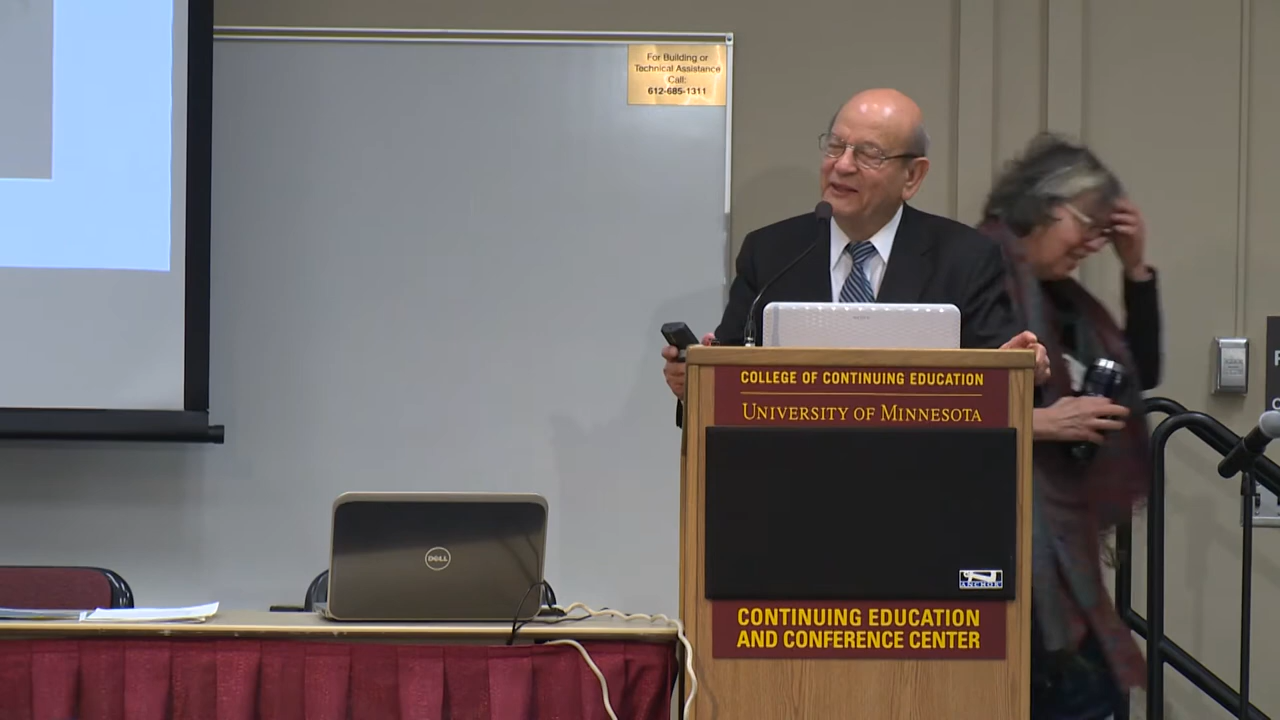 For Building or
Technical Assistance
Call:
612-685-1311
COLLEGE OF CONTINUING EDUCATION
UNIVERSITY OF MINNESOTA
DELL
ANCHOR
CONTINUING EDUCATION
AND CONFERENCE CENTER